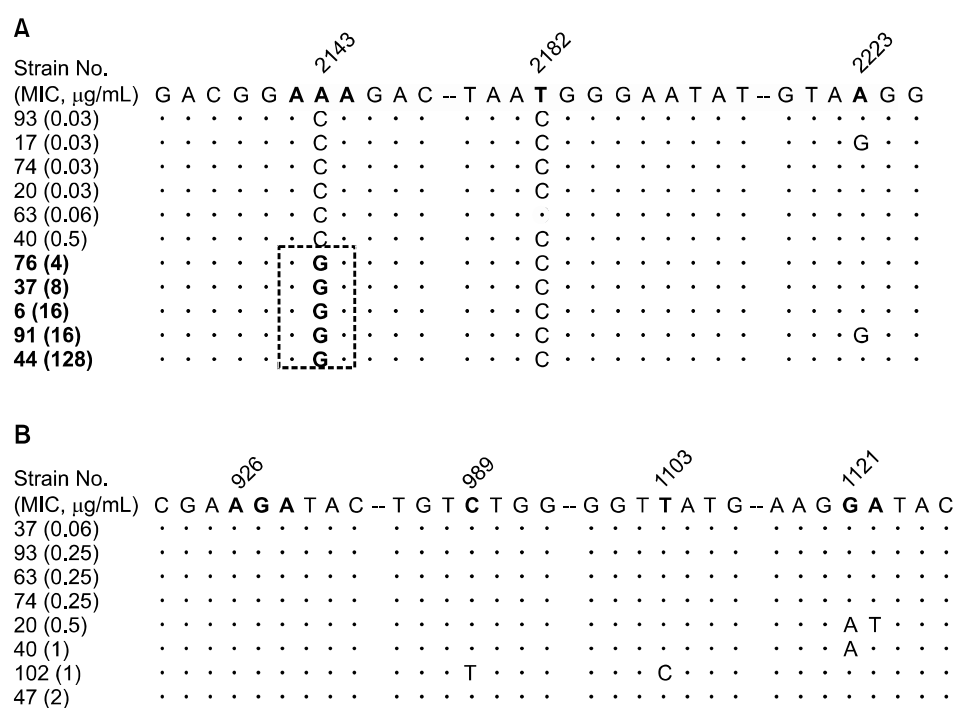 A
2143 2182 2223
Strain No.
(MIC, μg/mL) G A C G G A A A G A C -- T A A T G G G A A T A T -- G T A A G G
93 (0.03) · · · · · · C · · · · · · · C · · · · · · · · · · · · · ·
17 (0.03) · · · · · · C · · · · · · · C · · · · · · · · · · · G · ·
74 (0.03) · · · · · · C · · · · · · · C · · · · · · · · · · · · · ·
20 (0.03) · · · · · · C · · · · · · · C · · · · · · · · · · · · · ·
63 (0.06) · · · · · · C · · · · · · · · · · · · · · · · · · · · · ·
40 (0.5) · · · · · · C · · · · · · · C · · · · · · · · · · · · · ·
76 (4) · · · · · · G · · · · · · · C · · · · · · · · · · · · · ·
37 (8) · · · · · · G · · · · · · · C · · · · · · · · · · · · · ·
6 (16) · · · · · · G · · · · · · · C · · · · · · · · · · · · · ·
91 (16) · · · · · · G · · · · · · · C · · · · · · · · · · · G · ·
44 (128) · · · · · · G · · · · · · · C · · · · · · · · · · · · · ·
B
926 989 1103 1121
Strain No.
(MIC, μg/mL) C G A A G A T A C -- T G T C T G G -- G G T T A T G -- A A G G A T A C
37 (0.06) · · · · · · · · · · · · · · · · · · · · · · · · · · · · · · ·
93 (0.25) · · · · · · · · · · · · · · · · · · · · · · · · · · · · · · ·
63 (0.25) · · · · · · · · · · · · · · · · · · · · · · · · · · · · · · ·
74 (0.25) · · · · · · · · · · · · · · · · · · · · · · · · · · · · · · ·
20 (0.5) · · · · · · · · · · · · · · · · · · · · · · · · · · A T · · ·
40 (1) · · · · · · · · · · · · · · · · · · · · · · · · · · A · · · ·
102 (1) · · · · · · · · · · · · T · · · · · · C · · · · · · · · · · ·
47 (2) · · · · · · · · · · · · · · · · · · · · · · · · · · · · · · ·